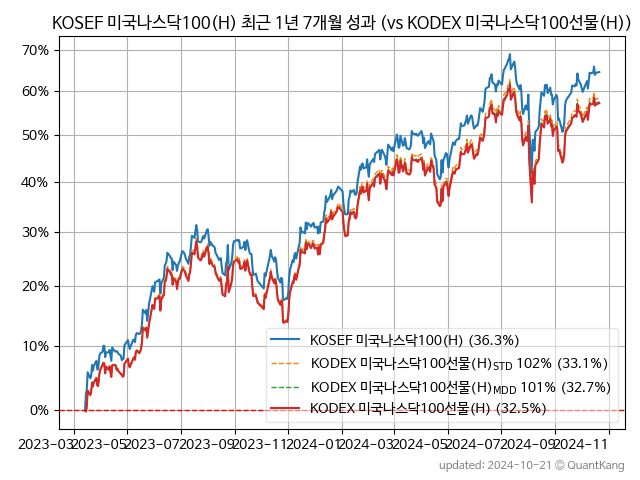 KOSEF 미국나스닥100(H) 최근 1년 7개월 성과 (vs KODEX 미국나스닥100선물(H))
70%
60%
50%
40%
30%
20%
10%
0%
KOSEF 미국나스닥100(H) (36.3%)
KODEX 미국나스닥100선물(H)STD 102% (33.1%)
KODEX 미국나스닥100선물(H)MDD 101% (32.7%)
KODEX 미국나스닥100선물(H) (32.5%)
2023-03 2023-05 2023-07 2023-09 2023-11 2024-01 2024-03 2024-05 2024-07 2024-09 2024-11
updated: 2024-10-21 © QuantKang